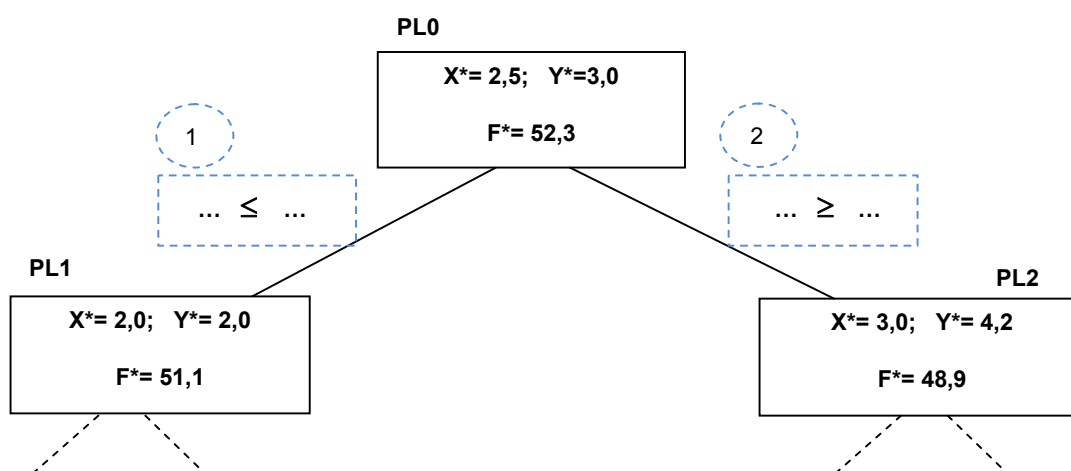 PL0
X*= 2,5; Y*=3,0
F*= 52,3
1
2
... ≤ ...
... ≥ ...
PL1
PL2
X*= 2,0; Y*= 2,0
F*= 51,1
X*= 3,0; Y*= 4,2
F*= 48,9